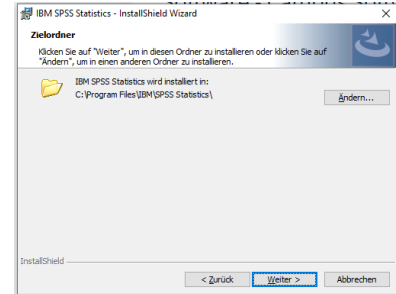 IBM SPSS Statistics - InstallShield Wizard
Zielordner
Klicken Sie auf "Weiter", um in diesen Ordner zu installieren oder klicken Sie auf
"Ändern", um in einen anderen Ordner zu installieren.
IBM SPSS Statistics wird installiert in:
C:\Program Files\IBM\SPSS Statistics\
Ändern...
InstallShield
< Zurück
Weiter >
Abbrechen